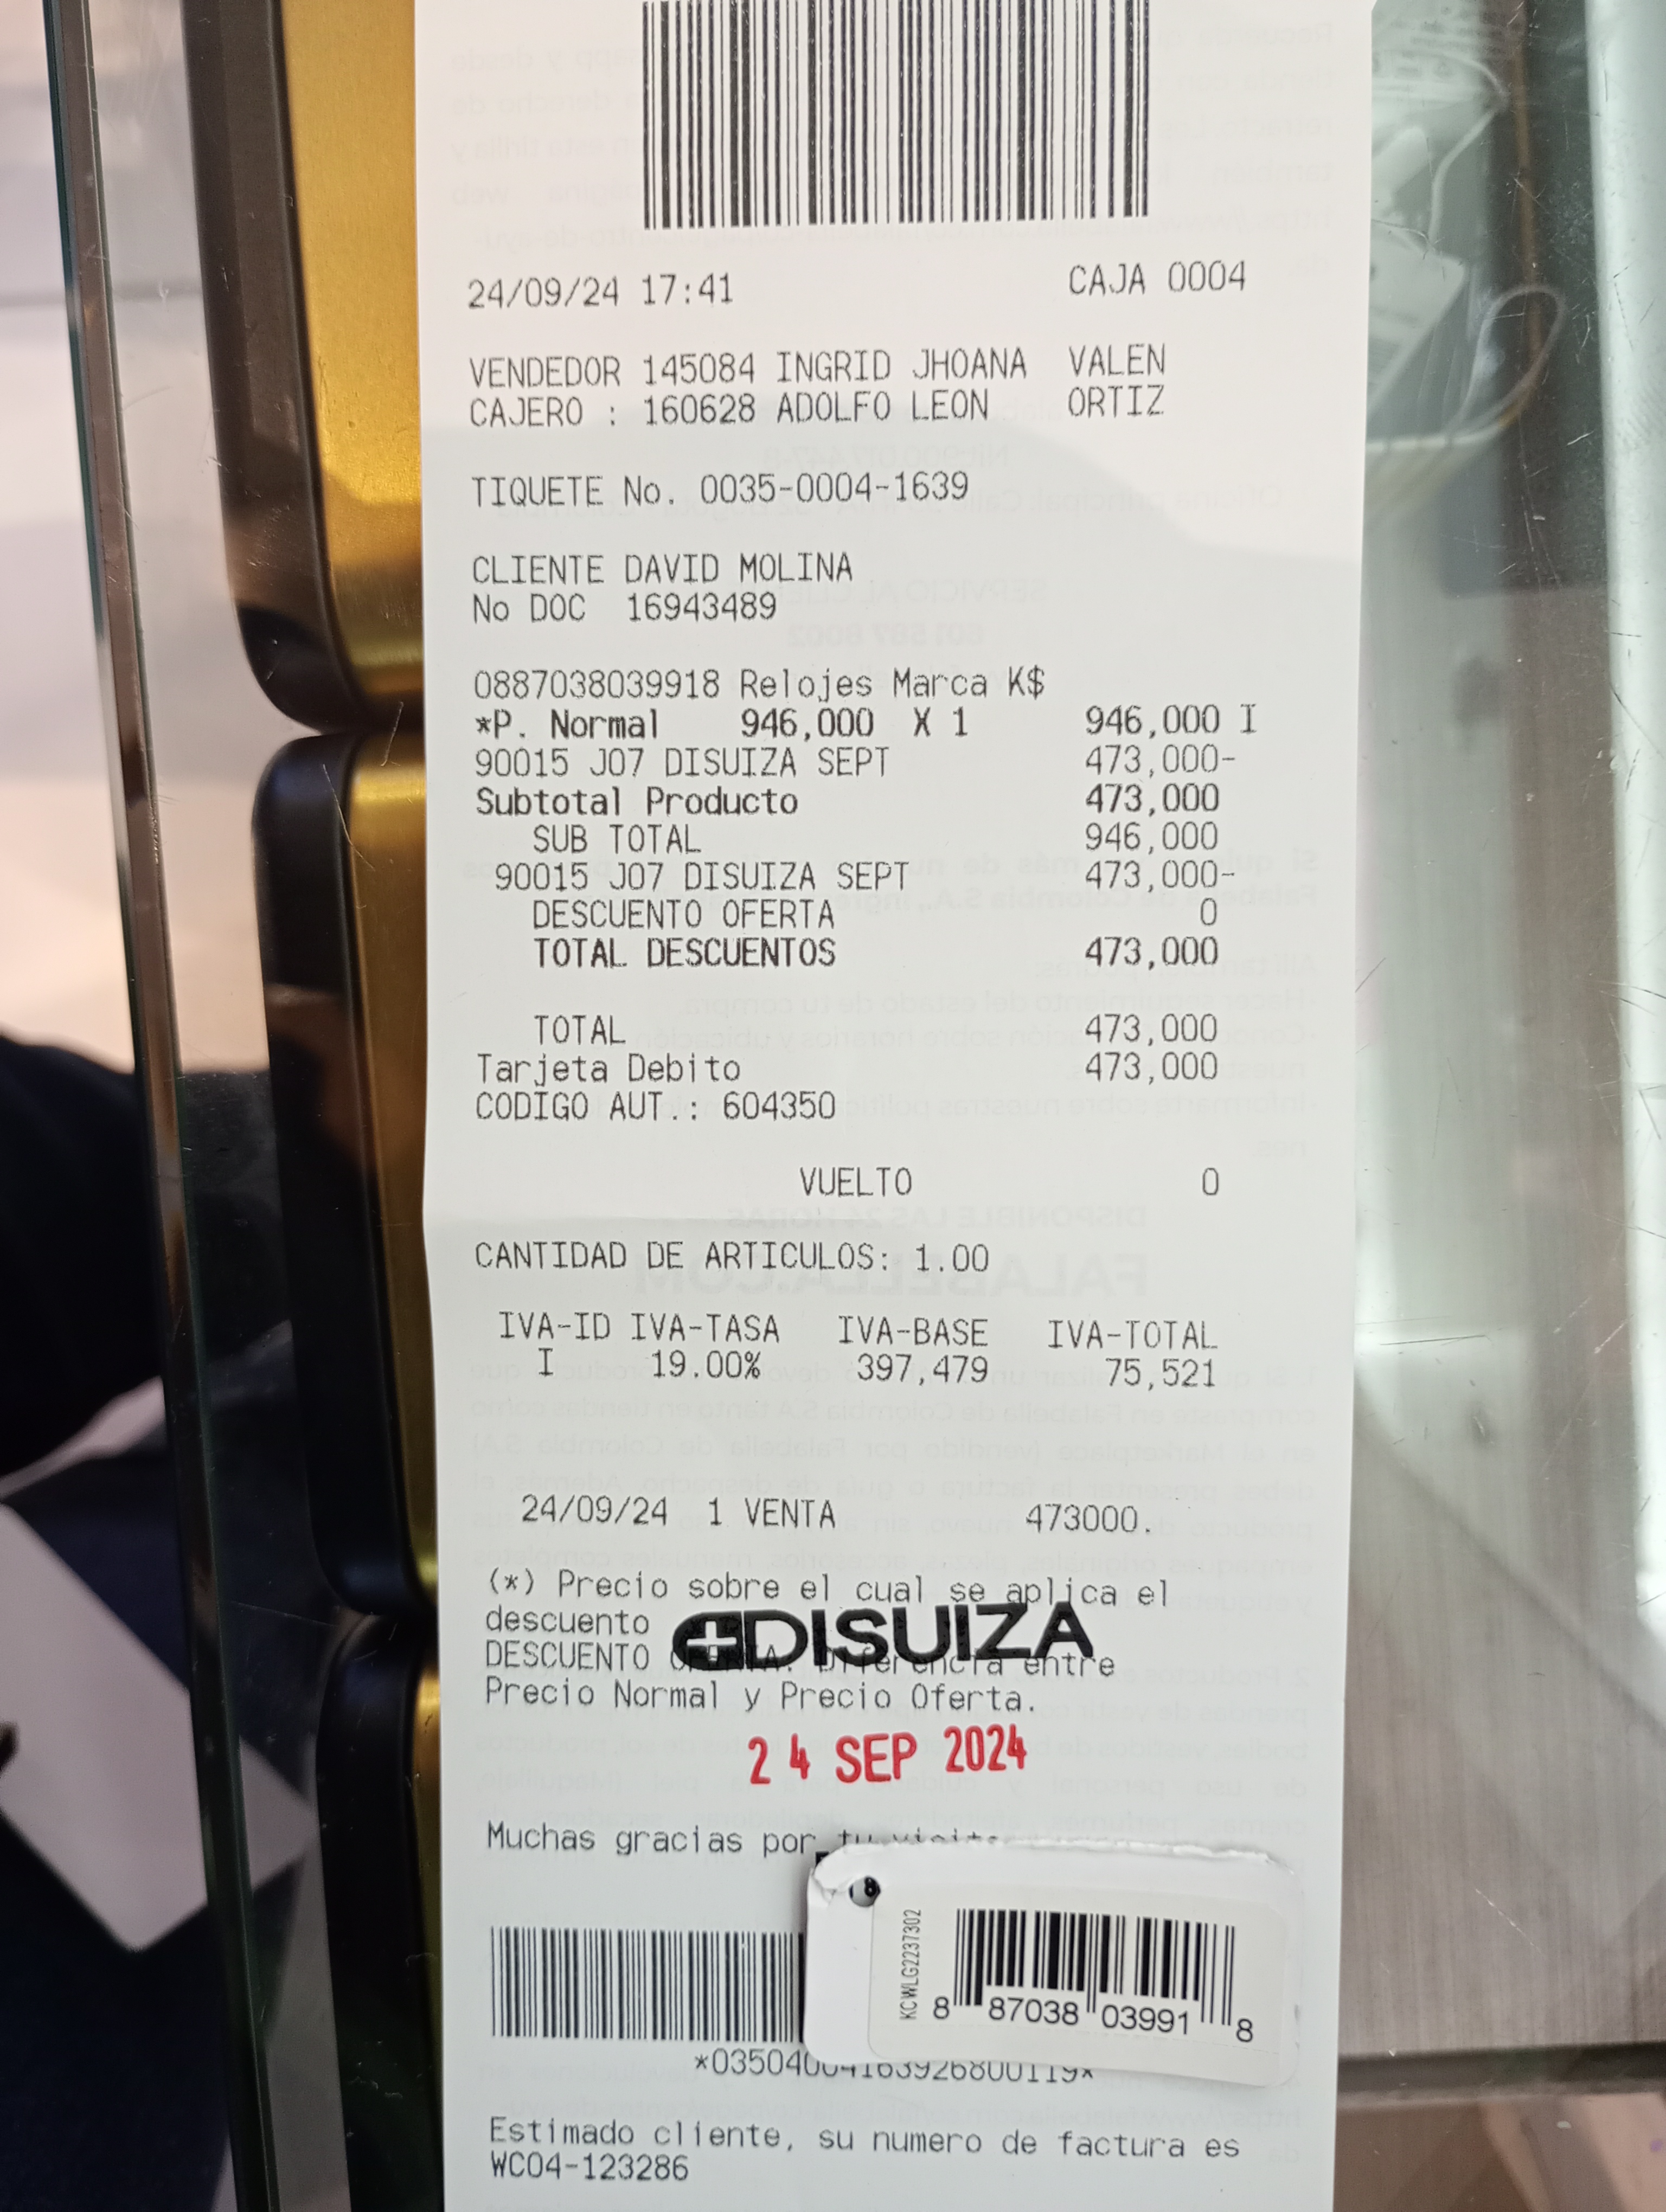 24/09/24 17:41 CAJA 0004
VENDEDOR 145084 INGRID JHOANA VALEN
CAJERO : 160628 ADOLFO LEON ORTIZ
TIQUETE No. 0035-0004-1639
CLIENTE DAVID MOLINA
No DOC 16943489
0887038039918 Relojes Marca K$
*P. Normal 946,000 X 1 946,000 I
90015 J07 DISUIZA SEPT 473,000-
Subtotal Producto 473,000
SUB TOTAL 946,000
90015 J07 DISUIZA SEPT 473,000-
DESCUENTO OFERTA 0
TOTAL DESCUENTOS 473,000
TOTAL 473,000
Tarjeta Debito 473,000
CODIGO AUT.: 604350
VUELTO 0
CANTIDAD DE ARTICULOS: 1.00
IVA-ID IVA-TASA IVA-BASE IVA-TOTAL
I 19.00% 397,479 75,521
24/09/24 1 VENTA 473000.
(*) Precio sobre el cual se aplica el
descuento
DISUIZA
DESCUENTO OFERTA: Diferencia entre
Precio Normal y Precio Oferta.
24 SEP 2024
Muchas gracias por tu visita
KCWLG2237302
8 87038 03991 8
*035040004163926800119*
Estimado cliente, su numero de factura es
WC04-123286